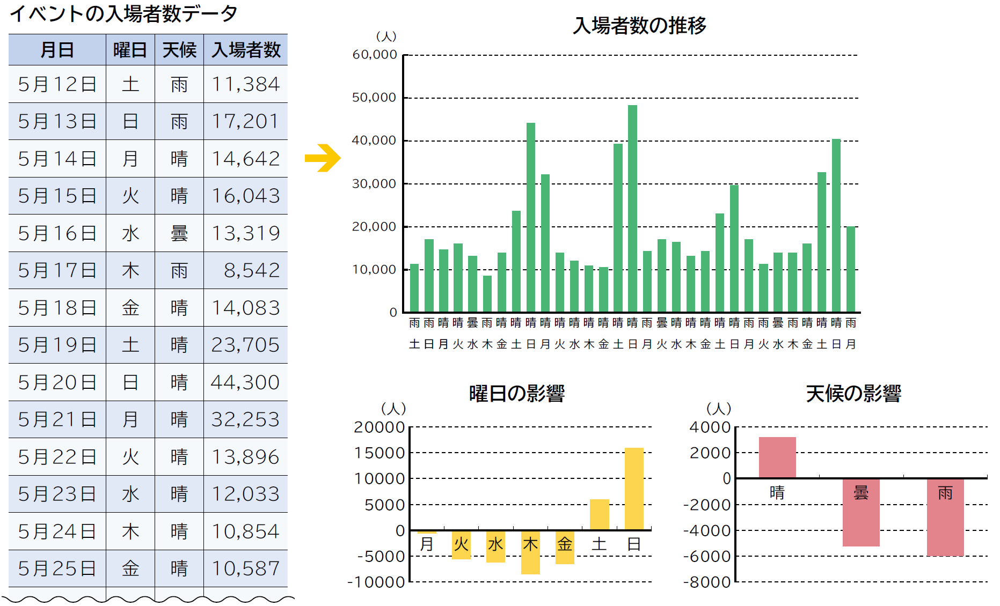 イベントの入場者数データ
月日 曜日 天候 入場者数
5月12日 土 雨 11,384
5月13日 日 雨 17,201
5月14日 月 晴 14,642
5月15日 火 晴 16,043
5月16日 水 曇 13,319
5月17日 木 雨 8,542
5月18日 金 晴 14,083
5月19日 土 晴 23,705
5月20日 日 晴 44,300
5月21日 月 晴 32,253
5月22日 火 晴 13,896
5月23日 水 晴 12,033
5月24日 木 晴 10,854
5月25日 金 晴 10,587
入場者数の推移
(人)
60,000
50,000
40,000
30,000
20,000
10,000
0
雨 雨 晴 晴 曇 雨 晴 晴 晴 晴 晴 晴 晴 晴 晴 晴 雨 曇 晴 晴 晴 晴 晴 雨 雨 曇 雨 晴 晴 晴 雨
土 日 月 火 水 木 金 土 日 月 火 水 木 金 土 日 月 火 水 木 金 土 日 月 火 水 木 金 土 日 月
曜日の影響
(人)
20000
15000
10000
5000
0
-5000
-10000
月 火 水 木 金 土 日
天候の影響
(人)
4000
2000
0
-2000
-4000
-6000
-8000
晴 曇 雨